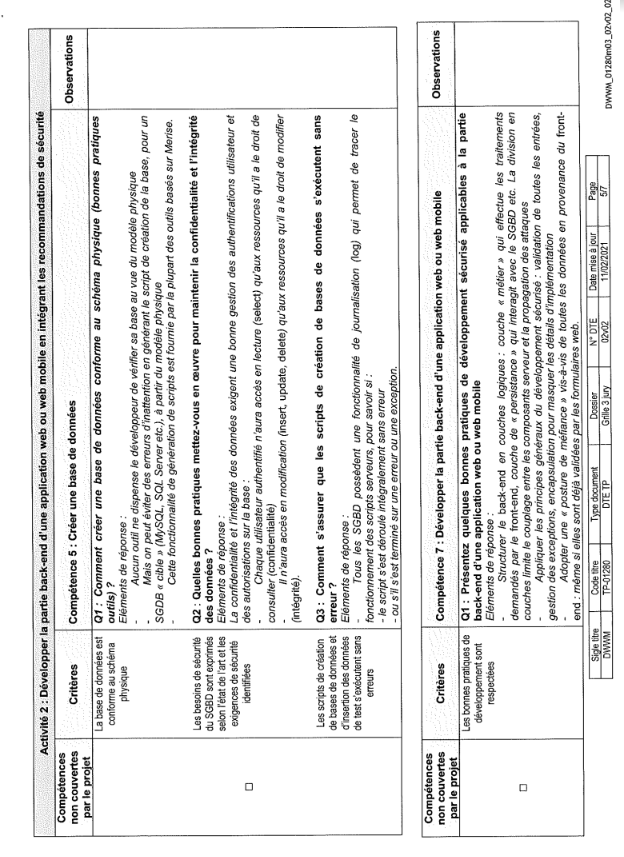 Activité 2 : Développer la partie back-end d'une application web ou web mobile en intégrant les recommandations de sécurité
Compétences
non couvertes
par le projet
Critères
Compétence 5 : Créer une base de données
Observations
La base de données est
conforme au schéma
physique
Q1 : Comment créer une base de données conforme au schéma physique (bonnes pratiques
outils) ?
Eléments de réponse :
- Aucun outil ne dispense le développeur de vérifier sa base au vu du modèle physique
- Mais on peut éviter des erreurs d'inattention en générant le script de création de la base, pour un
SGDB « cible » (MySQL, SQL Server etc.), à partir du modèle physique
- Cette fonctionnalité de génération de scripts est fournie par la plupart des outils basés sur Merise.
Les besoins de sécurité
du SGBD sont exprimés
selon l'état de l'art et les
exigences de sécurité
identifiées
Q2 : Quelles bonnes pratiques mettez-vous en œuvre pour maintenir la confidentialité et l'intégrité
des données ?
Eléments de réponse :
La confidentialité et l'intégrité des données exigent une bonne gestion des authentifications utilisateur et
des autorisations sur la base :
- Chaque utilisateur authentifié n'aura accès en lecture (select) qu'aux ressources qu'il a le droit de
consulter (confidentialité)
- Il n'aura accès en modification (insert, update, delete) qu'aux ressources qu'il a le droit de modifier
(intégrité).
Les scripts de création
de bases de données et
d'insertion des données
de test s'exécutent sans
erreurs
Q3 : Comment s'assurer que les scripts de création de bases de données s'exécutent sans
erreur ?
Eléments de réponse :
- Tous les SGBD possèdent une fonctionnalité de journalisation (log) qui permet de tracer le
fonctionnement des scripts serveurs, pour savoir si :
- le script s'est déroulé intégralement sans erreur
- ou s'il s'est terminé sur une erreur ou une exception.
Compétences
non couvertes
par le projet
Critères
Compétence 7 : Développer la partie back-end d'une application web ou web mobile
Observations
Les bonnes pratiques de
développement sont
respectées
Q1 : Présentez quelques bonnes pratiques de développement sécurisé applicables à la partie
back-end d'une application web ou web mobile
Eléments de réponse :
- Structurer le back-end en couches logiques : couche « métier » qui effectue les traitements
demandés par le front-end, couche de « persistance » qui interagit avec le SGBD etc. La division en
couches limite le couplage entre les composants serveur et la propagation des attaques
- Appliquer les principes généraux du développement sécurisé : validation de toutes les entrées,
gestion des exceptions, encapsulation pour masquer les détails d'implémentation
- Adopter une « posture de méfiance » vis-à-vis de toutes les données en provenance du front-
end : même si elles sont déjà validées par les formulaires web.
Sigle titre Code titre Type document Dossier N° DTE Date mise à jour Page
DWWM TP-01280 DTE TP Grille 3 jury 02v02 11/02/2021 5/7
DWWM_01280m03_02v02_02